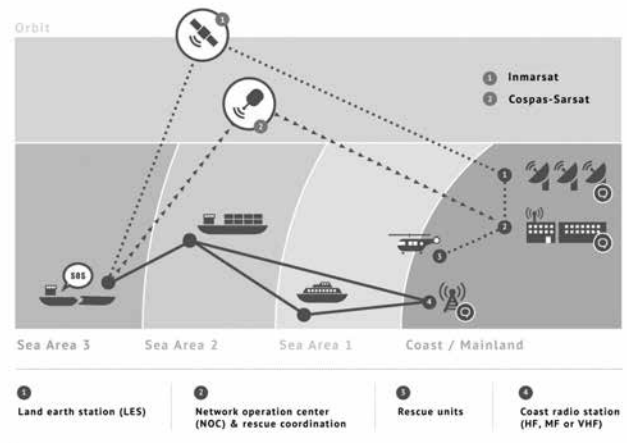 Orbit
1
1 Inmarsat
2 Cospas-Sarsat
2
1
2
SOS
3
4
Sea Area 3
Sea Area 2
Sea Area 1
Coast / Mainland
1
Land earth station (LES)
2
Network operation center
(NOC) & rescue coordination
3
Rescue units
4
Coast radio station
(HF, MF or VHF)